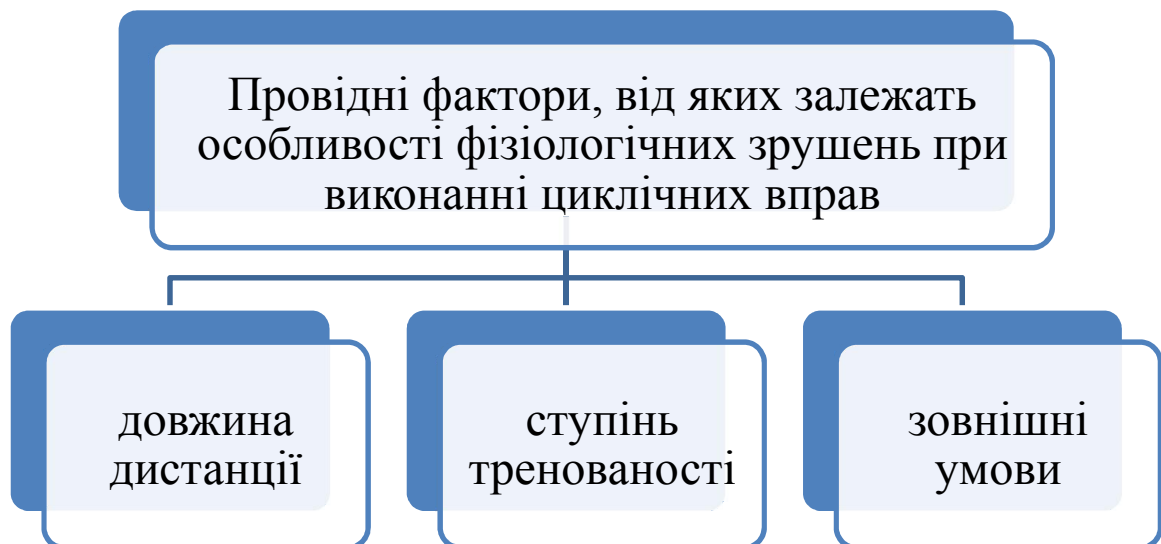 Провідні фактори, від яких залежать
особливості фізіологічних зрушень при
виконанні циклічних вправ
довжина
дистанції
ступінь
тренованості
зовнішні
умови